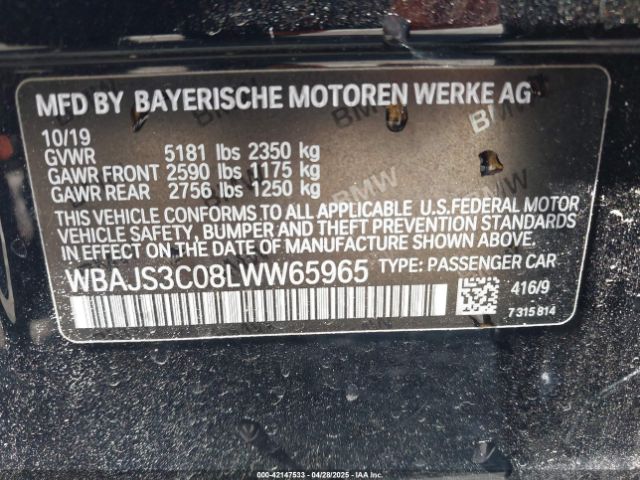 MFD BY BAYERISCHE MOTOREN WERKE AG
10/19
GVWR 5181 lbs 2350 kg
GAWR FRONT 2590 lbs 1175 kg
GAWR REAR 2756 lbs 1250 kg
THIS VEHICLE CONFORMS TO ALL APPLICABLE U.S.FEDERAL MOTOR
VEHICLE SAFETY, BUMPER AND THEFT PREVENTION STANDARDS
IN EFFECT ON THE DATE OF MANUFACTURE SHOWN ABOVE.
WBAJS3C08LWW65965 TYPE: PASSENGER CAR
416/9
7 315 814
000-42147533 - 04/28/2025 - IAAI.COM